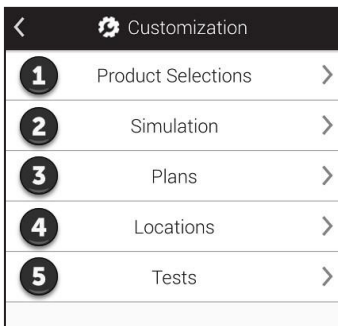 Customization
1 Product Selections
2 Simulation
3 Plans
4 Locations
5 Tests